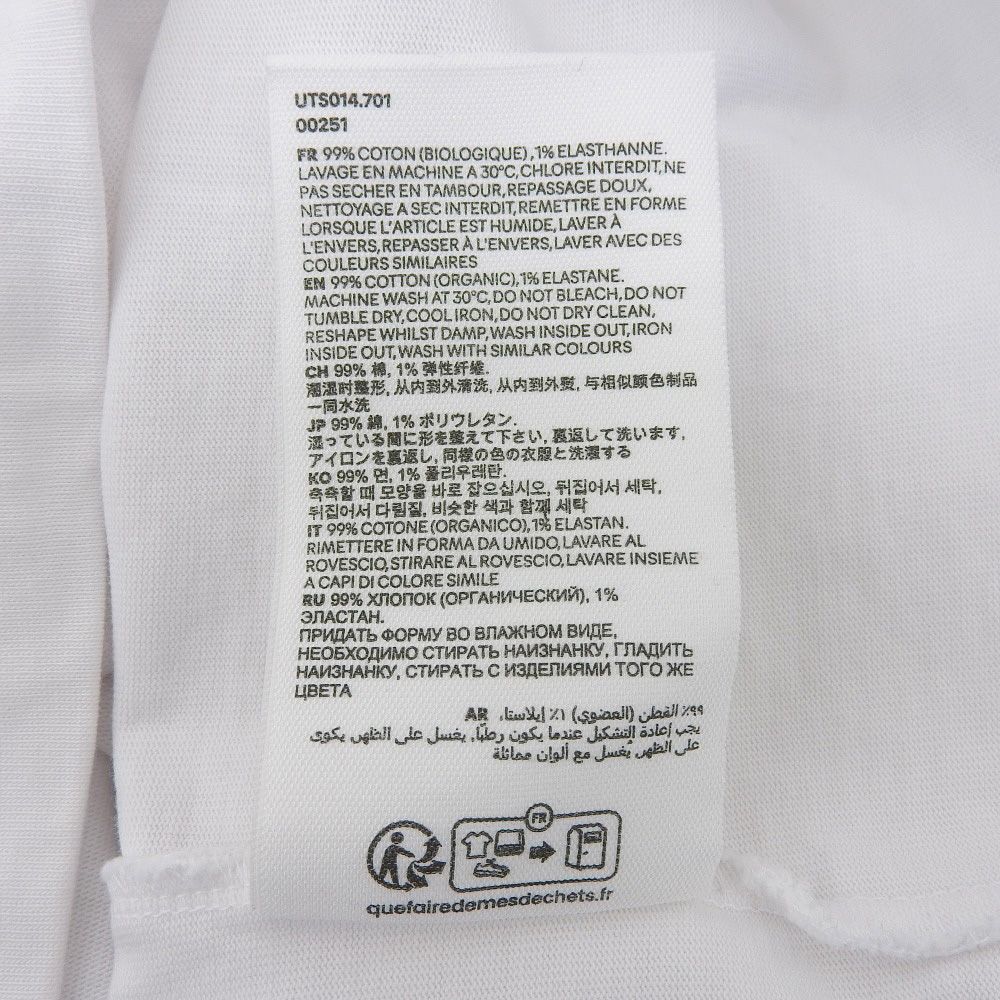 UTS014.701
00251
FR 99% COTON (BIOLOGIQUE), 1% ELASTHANNE.
LAVAGE EN MACHINE A 30°C, CHLORE INTERDIT, NE
PAS SECHER EN TAMBOUR, REPASSAGE DOUX,
NETTOYAGE A SEC INTERDIT, REMETTRE EN FORME
LORSQUE L'ARTICLE EST HUMIDE, LAVER À
L'ENVERS, REPASSER À L'ENVERS, LAVER AVEC DES
COULEURS SIMILAIRES
EN 99% COTTON (ORGANIC), 1% ELASTANE.
MACHINE WASH AT 30°C, DO NOT BLEACH, DO NOT
TUMBLE DRY, COOL IRON, DO NOT DRY CLEAN,
RESHAPE WHILST DAMP, WASH INSIDE OUT, IRON
INSIDE OUT, WASH WITH SIMILAR COLOURS
CH 99% 棉, 1% 弹性纤维.
潮湿时整形, 从内到外清洗, 从内到外熨, 与相似颜色制品
一同水洗
JP 99% 綿, 1% ポリウレタン.
湿っている間に形を整えて下さい, 裏返して洗います,
アイロンを裏返し, 同様の色の衣服と洗濯する
KO 99% 면, 1% 폴리우레탄.
축축할 때 모양을 바로 잡으십시오, 뒤집어서 세탁,
뒤집어서 다림질, 비슷한 색과 함께 세탁
IT 99% COTONE (ORGANICO), 1% ELASTAN.
RIMETTERE IN FORMA DA UMIDO, LAVARE AL
ROVESCIO, STIRARE AL ROVESCIO, LAVARE INSIEME
A CAPI DI COLORE SIMILE
RU 99% ХЛОПОК (ОРГАНИЧЕСКИЙ), 1%
ЭЛАСТАН.
ПРИДАТЬ ФОРМУ ВО ВЛАЖНОМ ВИДЕ,
НЕОБХОДИМО СТИРАТЬ НАИЗНАНКУ, ГЛАДИТЬ
НАИЗНАНКУ, СТИРАТЬ С ИЗДЕЛИЯМИ ТОГО ЖЕ
ЦВЕТА
٩٩٪ القطن (العضوي) ١٪ إيلاستا، AR
يجب إعادة التشكيل عندما يكون رطبًا، يغسل على الظهر، يكوى
على الظهر، يُغسل مع ألوان مماثلة
FR
quefairedemesdechets.fr